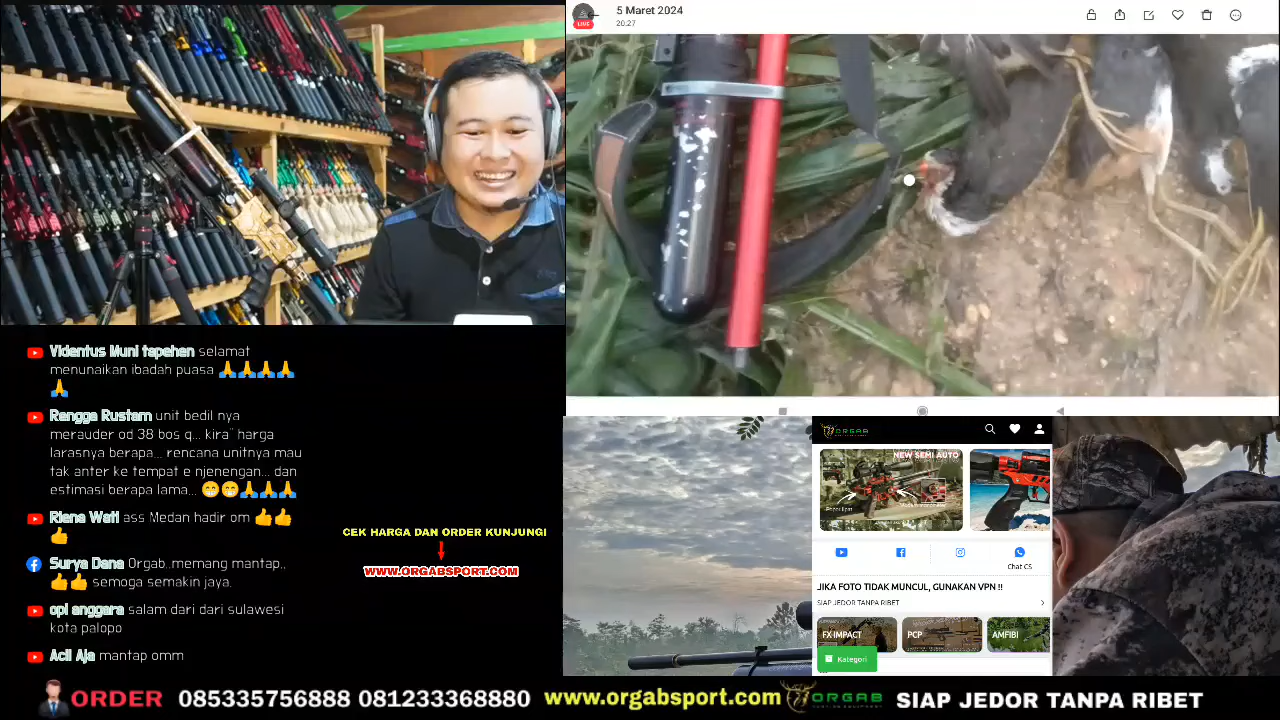 LIVE
5 Maret 2024
20.27
Videntus Muni tapehen selamat
menunaikan ibadah puasa 🙏🙏🙏🙏
🙏
Rengga Rustam unit bedil nya
merauder od 38 bos q... kira" harga
larasnya berapa... rencana unitnya mau
tak anter ke tempat e njenengan... dan
estimasi berapa lama... 😁😁🙏🙏🙏
Riena Wati ass Medan hadir om 👍👍
👍
Surya Dana Orgab..memang mantap..
👍👍 semoga semakin jaya.
opi anggara salam dari dari sulawesi
kota palopo
Acil Aja mantap omm
CEK HARGA DAN ORDER KUNJUNGI
WWW.ORGABSPORT.COM
ORGAB
NEW SEMI AUTO
Popor lipat
Chat CS
JIKA FOTO TIDAK MUNCUL, GUNAKAN VPN !!
SIAP JEDOR TANPA RIBET
FX IMPACT
PCP
AMFIBI
Kategori
ORDER 085335756888 081233368880 www.orgabsport.com ORGAB SIAP JEDOR TANPA RIBET